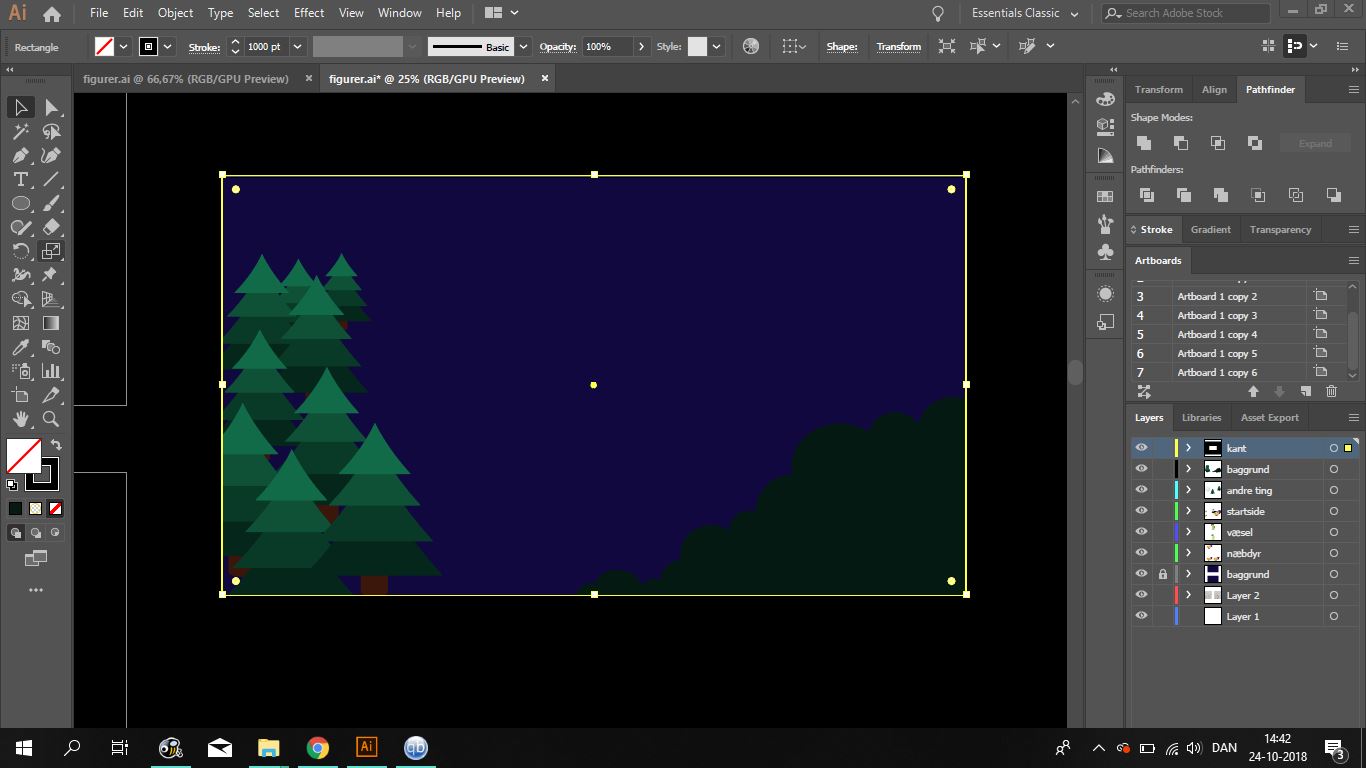 Ai File Edit Object Type Select Effect View Window Help Essentials Classic Search Adobe Stock
Rectangle Stroke: 1000 pt Basic Opacity: 100% Style: Shape: Transform
figurer.ai @ 66,67% (RGB/GPU Preview) × figurer.ai* @ 25% (RGB/GPU Preview) ×
Transform Align Pathfinder
Shape Modes:
Expand
Pathfinders:
Stroke Gradient Transparency
Artboards
3 Artboard 1 copy 2
4 Artboard 1 copy 3
5 Artboard 1 copy 4
6 Artboard 1 copy 5
7 Artboard 1 copy 6
Layers Libraries Asset Export
kant
baggrund
andre ting
startside
væsel
næbdyr
baggrund
Layer 2
Layer 1
Ai qb DAN 14:42
24-10-2018 3